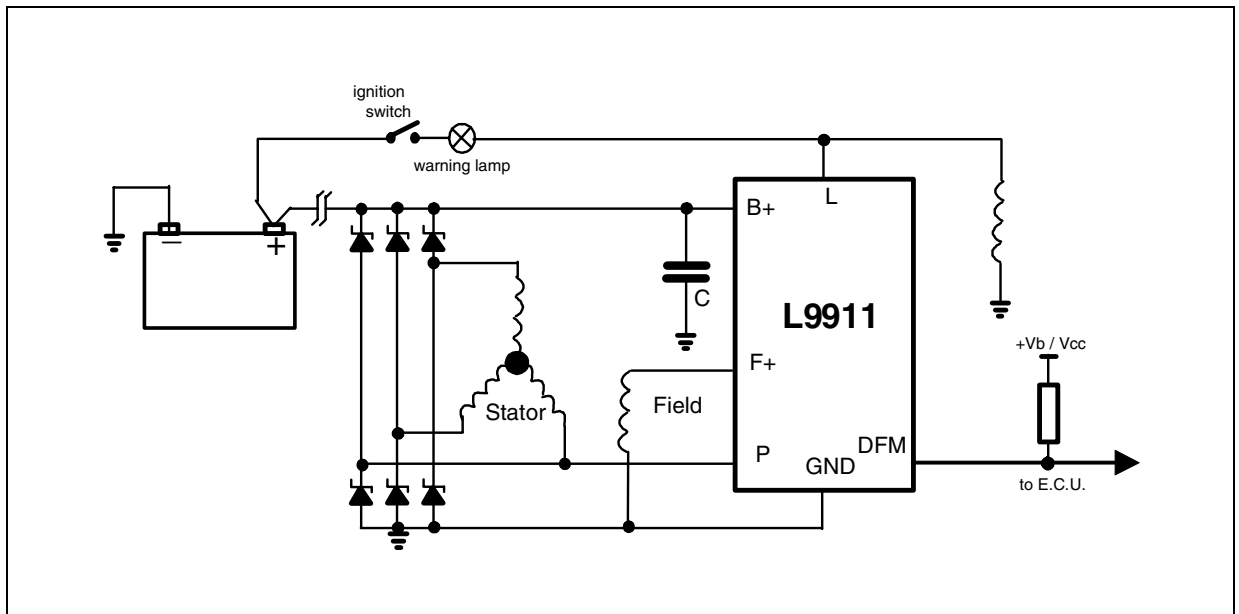 ignition
switch
warning lamp
B+
L
—
+
C
L9911
+Vb / Vcc
F+
Field
Stator
P
DFM
GND
to E.C.U.